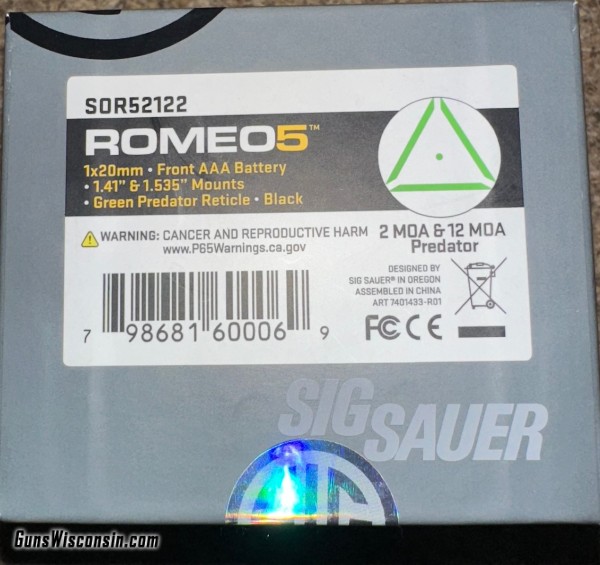 SOR52122
ROMEO5™
1x20mm • Front AAA Battery
• 1.41" & 1.535" Mounts
• Green Predator Reticle • Black
WARNING: CANCER AND REPRODUCTIVE HARM
www.P65Warnings.ca.gov
2 MOA & 12 MOA
Predator
DESIGNED BY
SIG SAUER® IN OREGON
ASSEMBLED IN CHINA
ART 7401433-R01
7 98681 60006 9
FC CE
SIG SAUER
SIG
GunsWisconsin.com